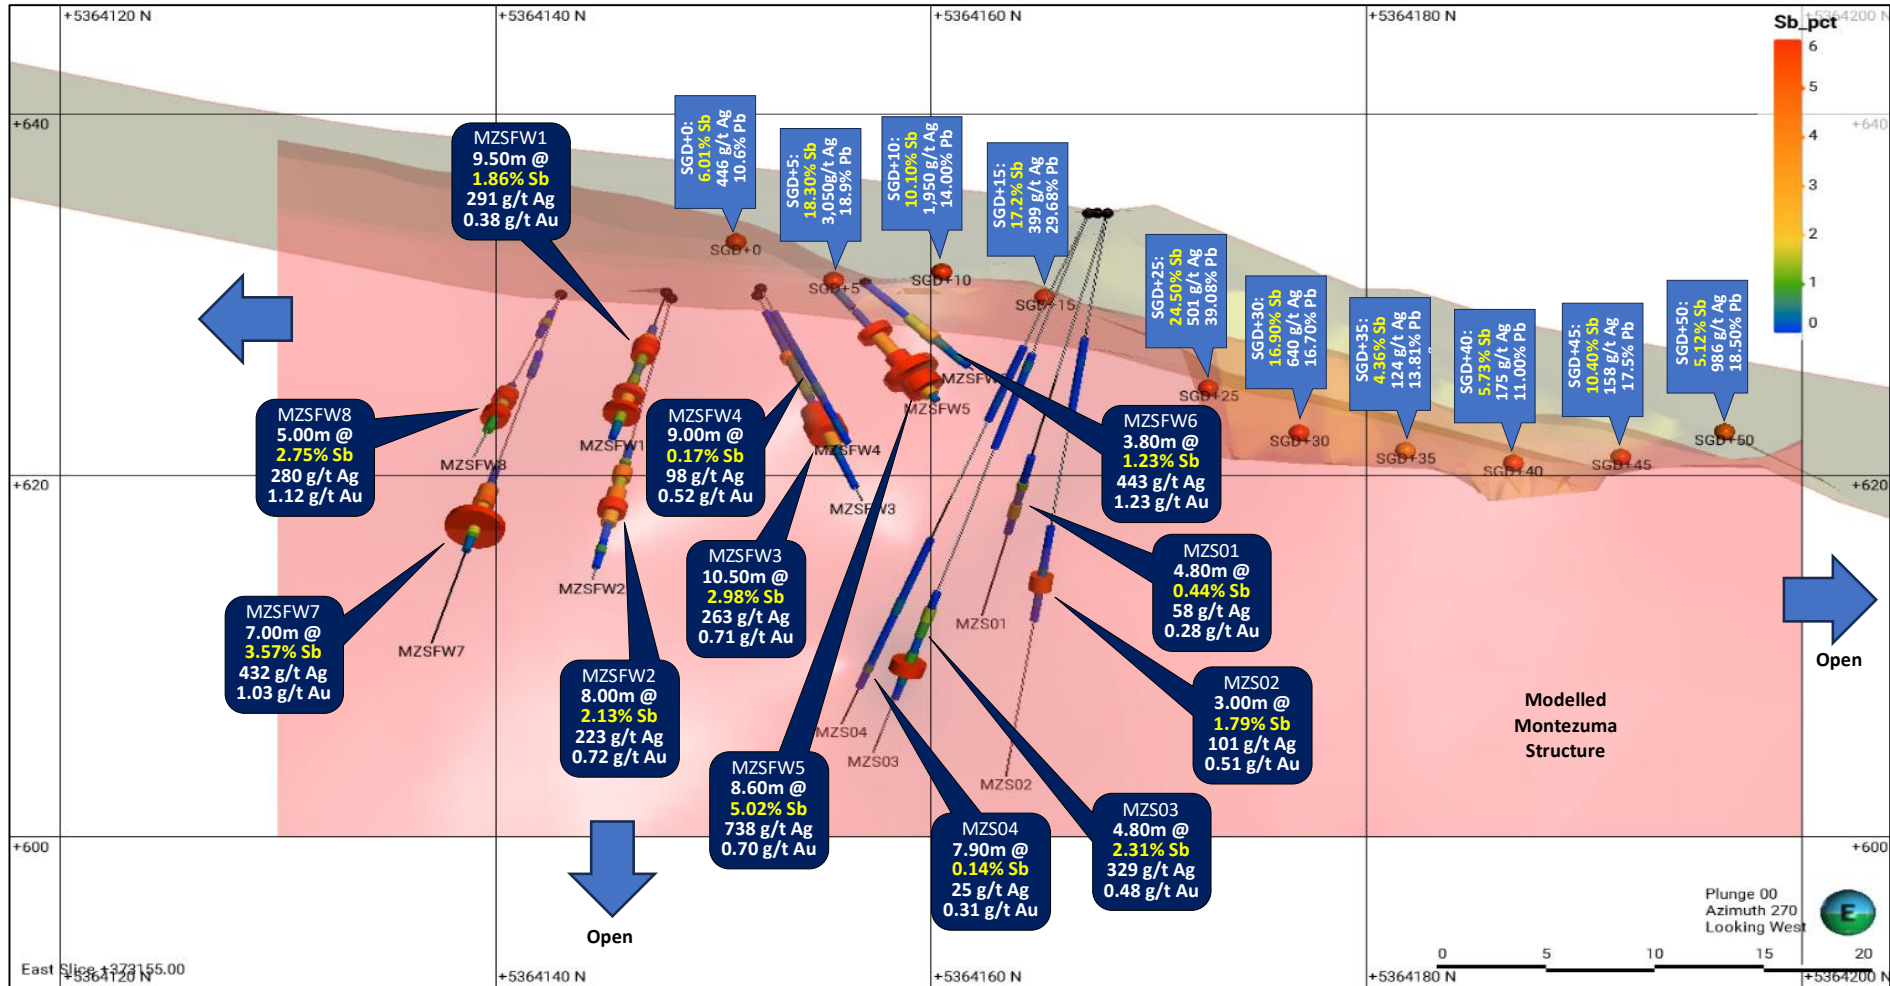 +5364120 N
+5364140 N
+5364160 N
+5364180 N
+5364200 N
Sb_pct
6
5
4
3
2
1
0
+640
+640
MZSFW1
9.50m @
1.86% Sb
291 g/t Ag
0.38 g/t Au
SGD+0:
6.01% Sb
446 g/t Ag
10.6% Pb
SGD+5:
18.30% Sb
3,050g/t Ag
18.9% Pb
SGD+10:
10.10% Sb
1,950 g/t Ag
14.00% Pb
SGD+15:
17.2% Sb
399 g/t Ag
29.68% Pb
SGD+25:
24.50% Sb
501 g/t Ag
39.08% Pb
SGD+30:
16.90% Sb
640 g/t Ag
16.70% Pb
SGD+35:
4.36% Sb
124 g/t Ag
13.81% Pb
SGD+40:
5.73% Sb
175 g/t Ag
11.00% Pb
SGD+45:
10.40% Sb
158 g/t Ag
17.5% Pb
SGD+50:
5.12% Sb
986 g/t Ag
18.50% Pb
SGD+0
SGD+5
SGD+10
SGD+15
SGD+25
SGD+30
SGD+35
SGD+40
SGD+45
SGD+50
MZSFW5
MZSFW1
MZSFW4
MZSFW8
MZSFW3
MZSFW2
MZSFW7
MZS01
MZS04
MZS03
MZS02
MZSFW8
5.00m @
2.75% Sb
280 g/t Ag
1.12 g/t Au
MZSFW4
9.00m @
0.17% Sb
98 g/t Ag
0.52 g/t Au
MZSFW6
3.80m @
1.23% Sb
443 g/t Ag
1.23 g/t Au
+620
+620
MZSFW3
10.50m @
2.98% Sb
263 g/t Ag
0.71 g/t Au
MZS01
4.80m @
0.44% Sb
58 g/t Ag
0.28 g/t Au
MZSFW7
7.00m @
3.57% Sb
432 g/t Ag
1.03 g/t Au
MZSFW2
8.00m @
2.13% Sb
223 g/t Ag
0.72 g/t Au
MZS02
3.00m @
1.79% Sb
101 g/t Ag
0.51 g/t Au
Open
Modelled
Montezuma
Structure
MZSFW5
8.60m @
5.02% Sb
738 g/t Ag
0.70 g/t Au
MZS04
7.90m @
0.14% Sb
25 g/t Ag
0.31 g/t Au
MZS03
4.80m @
2.31% Sb
329 g/t Ag
0.48 g/t Au
+600
+600
Open
Plunge 00
Azimuth 270
Looking West
E
0
5
10
15
20
East Slice +373155.00
+5364120 N
+5364140 N
+5364160 N
+5364180 N
+5364200 N